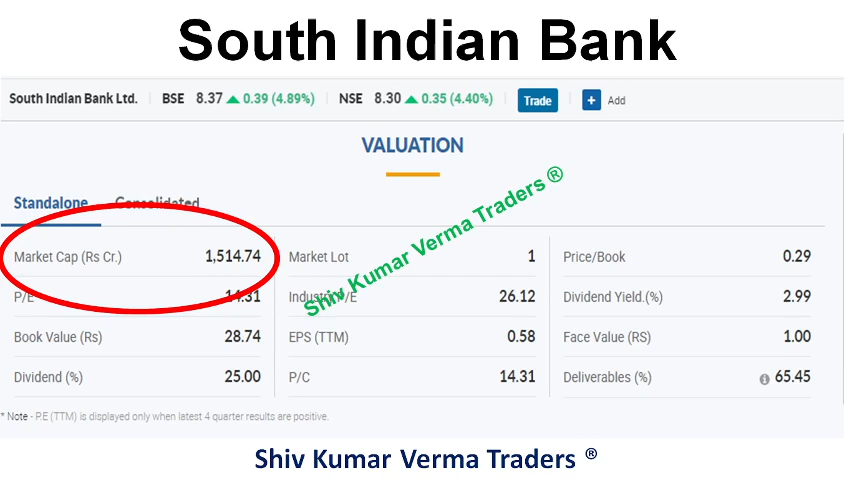 South Indian Bank
South Indian Bank Ltd. BSE 8.37 0.39 (4.89%) NSE 8.30 0.35 (4.40%) Trade + Add
VALUATION
Standalone Consolidated
Market Cap (Rs Cr.) 1,514.74 Market Lot 1 Price/Book 0.29
P/E 14.31 Industry P/E 26.12 Dividend Yield.(%) 2.99
Book Value (Rs) 28.74 EPS (TTM) 0.58 Face Value (RS) 1.00
Dividend (%) 25.00 P/C 14.31 Deliverables (%) 65.45
* Note - P.E (TTM) is displayed only when latest 4 quarter results are positive.
Shiv Kumar Verma Traders ®
Shiv Kumar Verma Traders ®